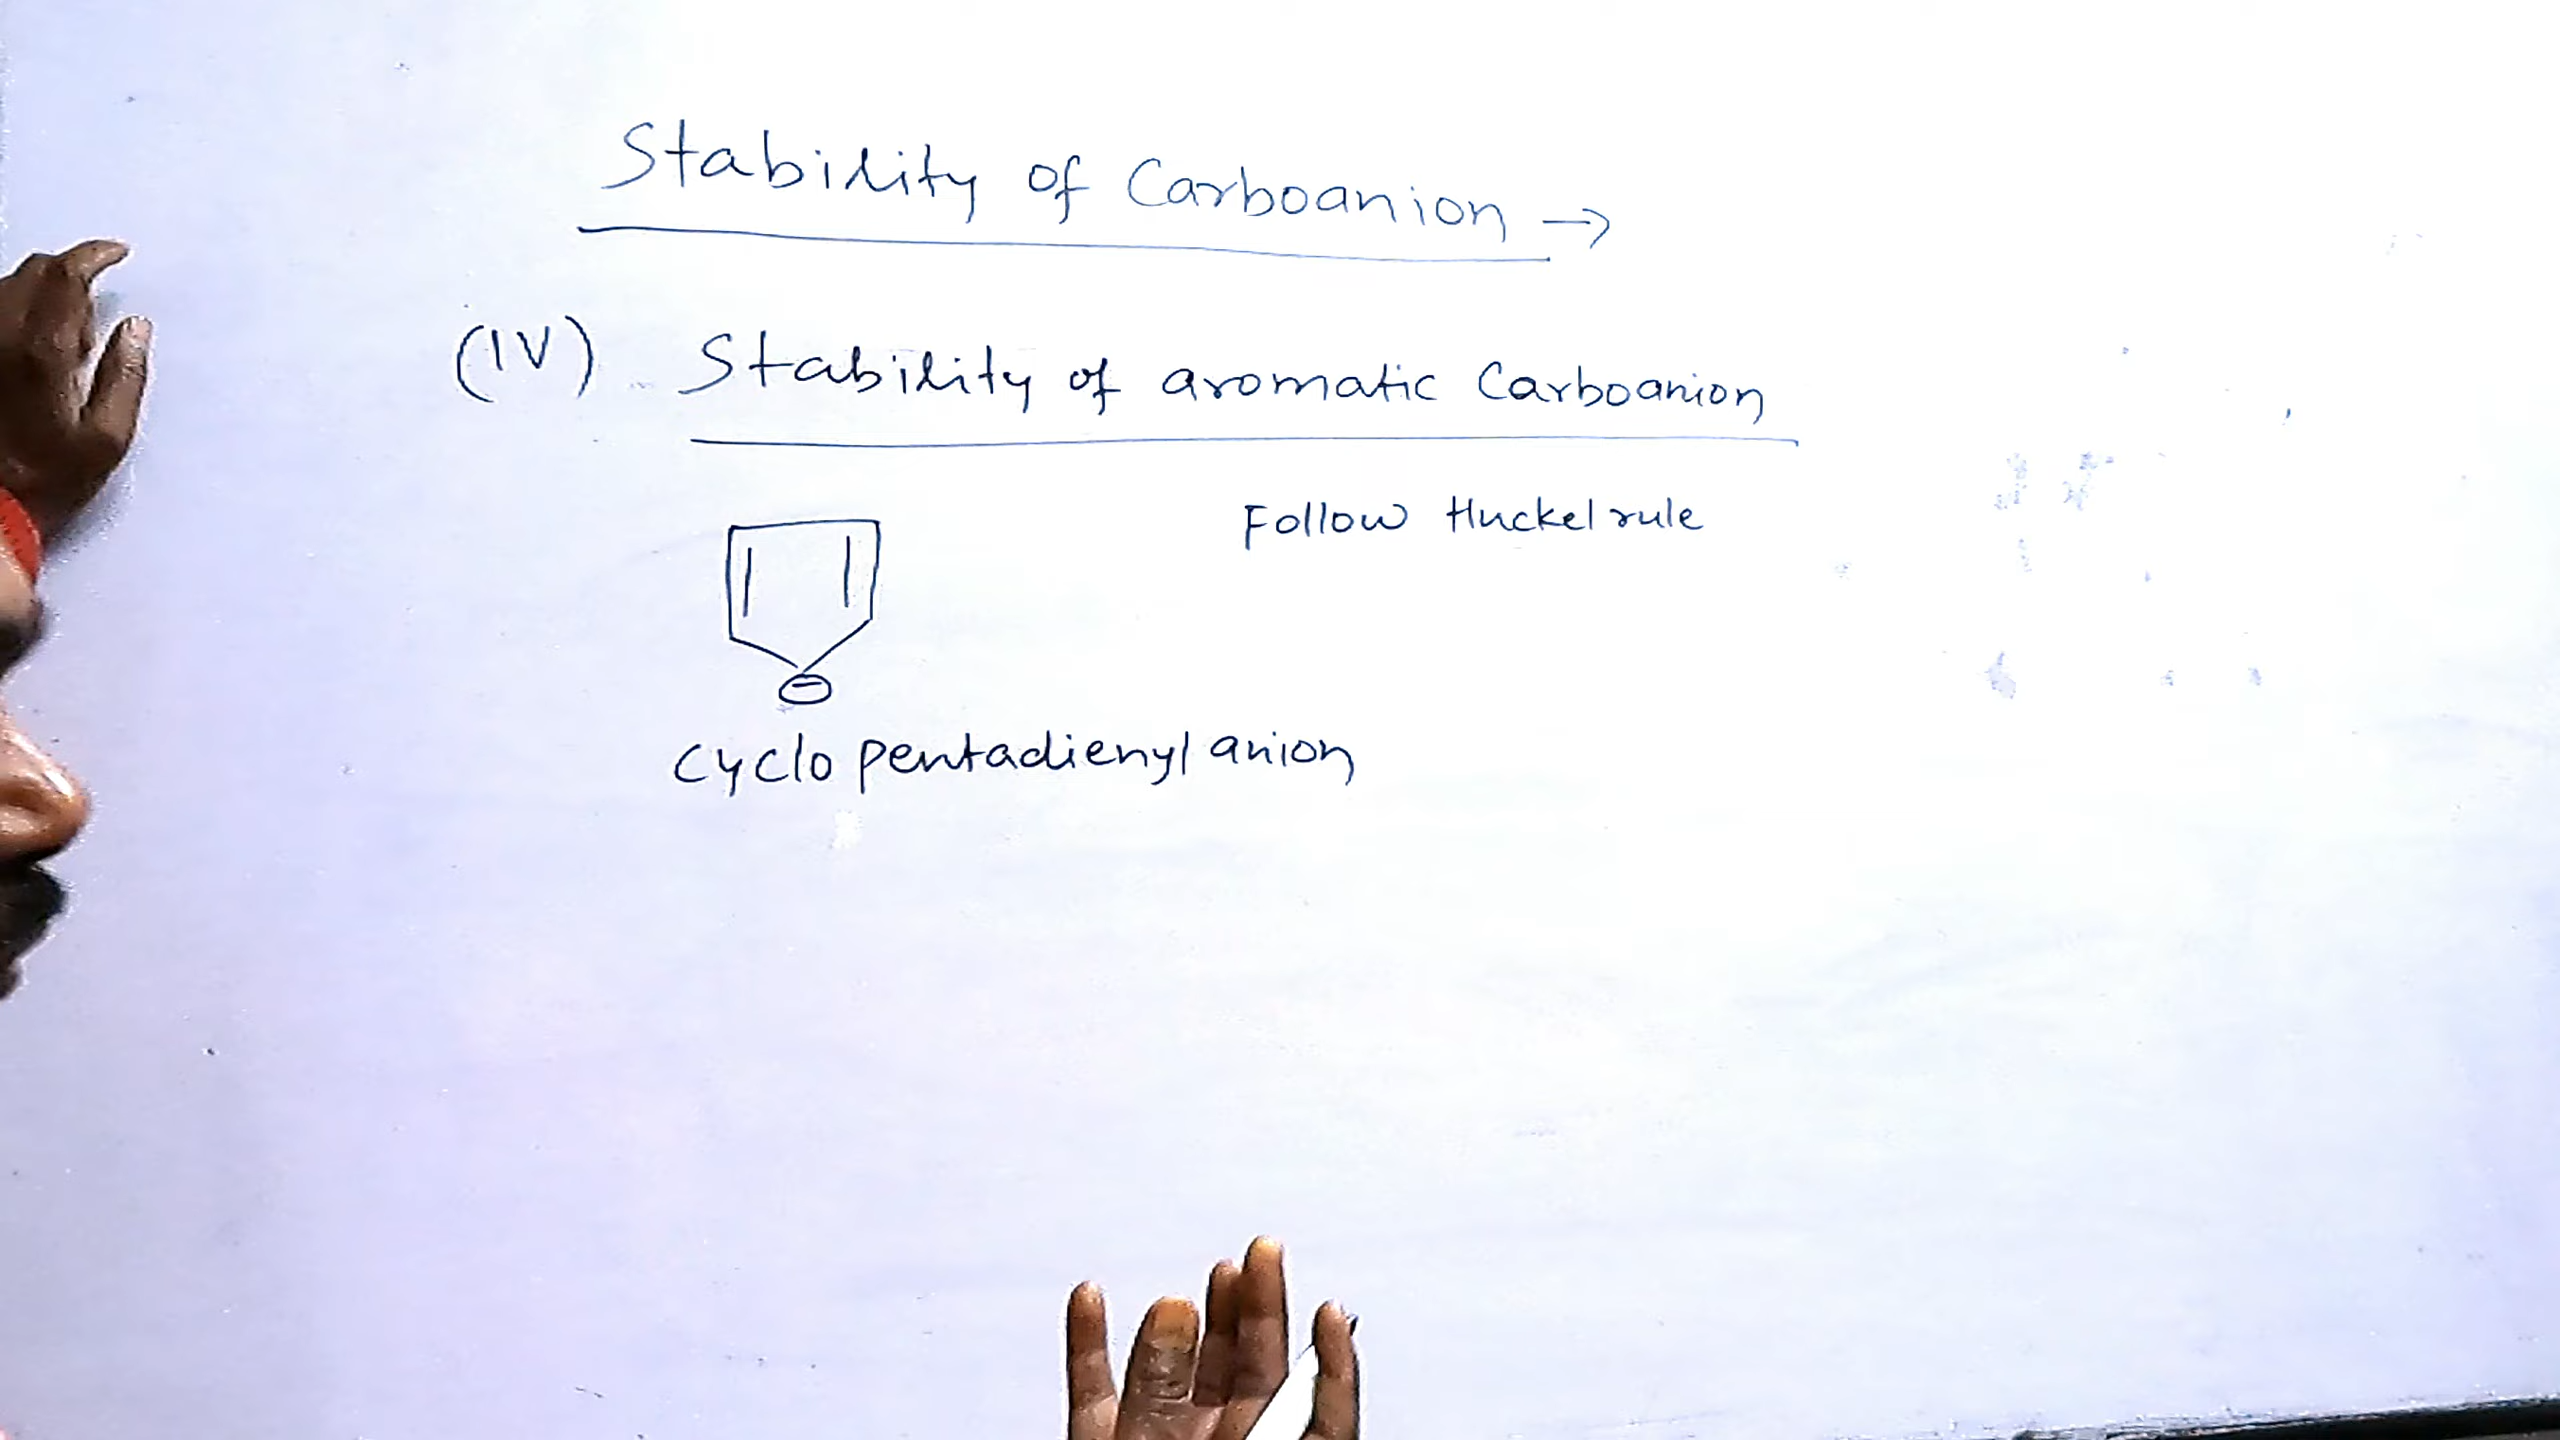 Stability of Carboanion →
(IV) Stability of aromatic Carboanion
Follow Huckel rule
⊖
Cyclo pentadienyl anion